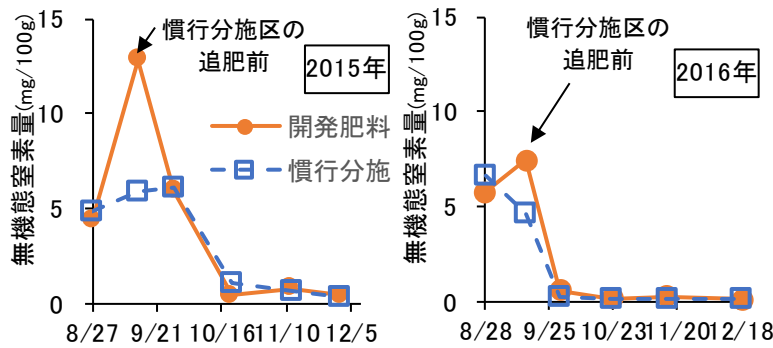 慣行分施区の
追肥前
2015年
無機態窒素量(mg/100g)
15
10
5
0
開発肥料
慣行分施
8/27
9/21
10/16
11/10
12/5
慣行分施区の
追肥前
2016年
無機態窒素量(mg/100g)
15
10
5
0
8/28
9/25
10/23
11/20
12/18